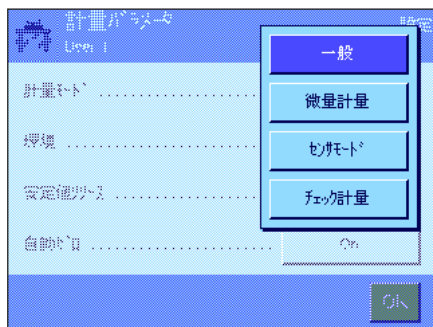 計量パラメータ
User 1
設定
一般
計量モード
微量計量
環境
センサモード
安定値リリース
チェック計量
自動ゼロ
On
OK